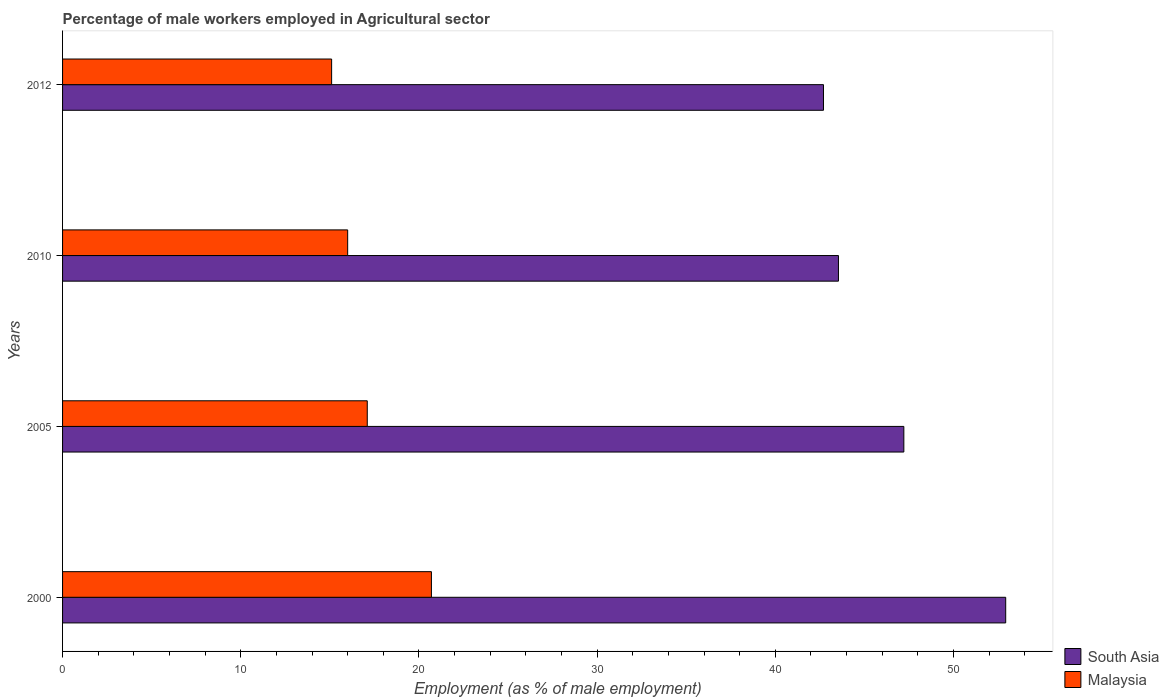 Percentage of male workers employed in Agricultural sector
2012
2010
2005
2000
Years
0
10
20
30
40
50
Employment (as % of male employment)
South Asia
Malaysia